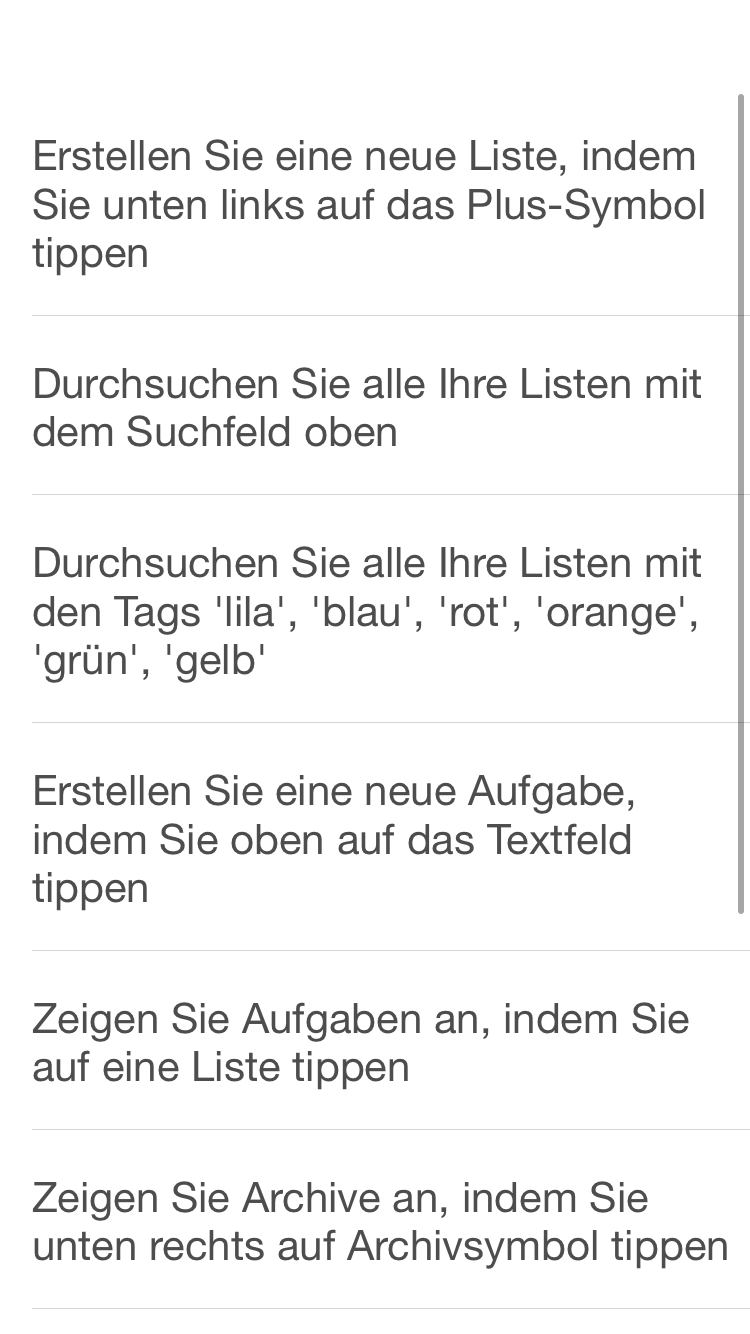 Erstellen Sie eine neue Liste, indem
Sie unten links auf das Plus-Symbol
tippen
Durchsuchen Sie alle Ihre Listen mit
dem Suchfeld oben
Durchsuchen Sie alle Ihre Listen mit
den Tags 'lila', 'blau', 'rot', 'orange',
'grün', 'gelb'
Erstellen Sie eine neue Aufgabe,
indem Sie oben auf das Textfeld
tippen
Zeigen Sie Aufgaben an, indem Sie
auf eine Liste tippen
Zeigen Sie Archive an, indem Sie
unten rechts auf Archivsymbol tippen